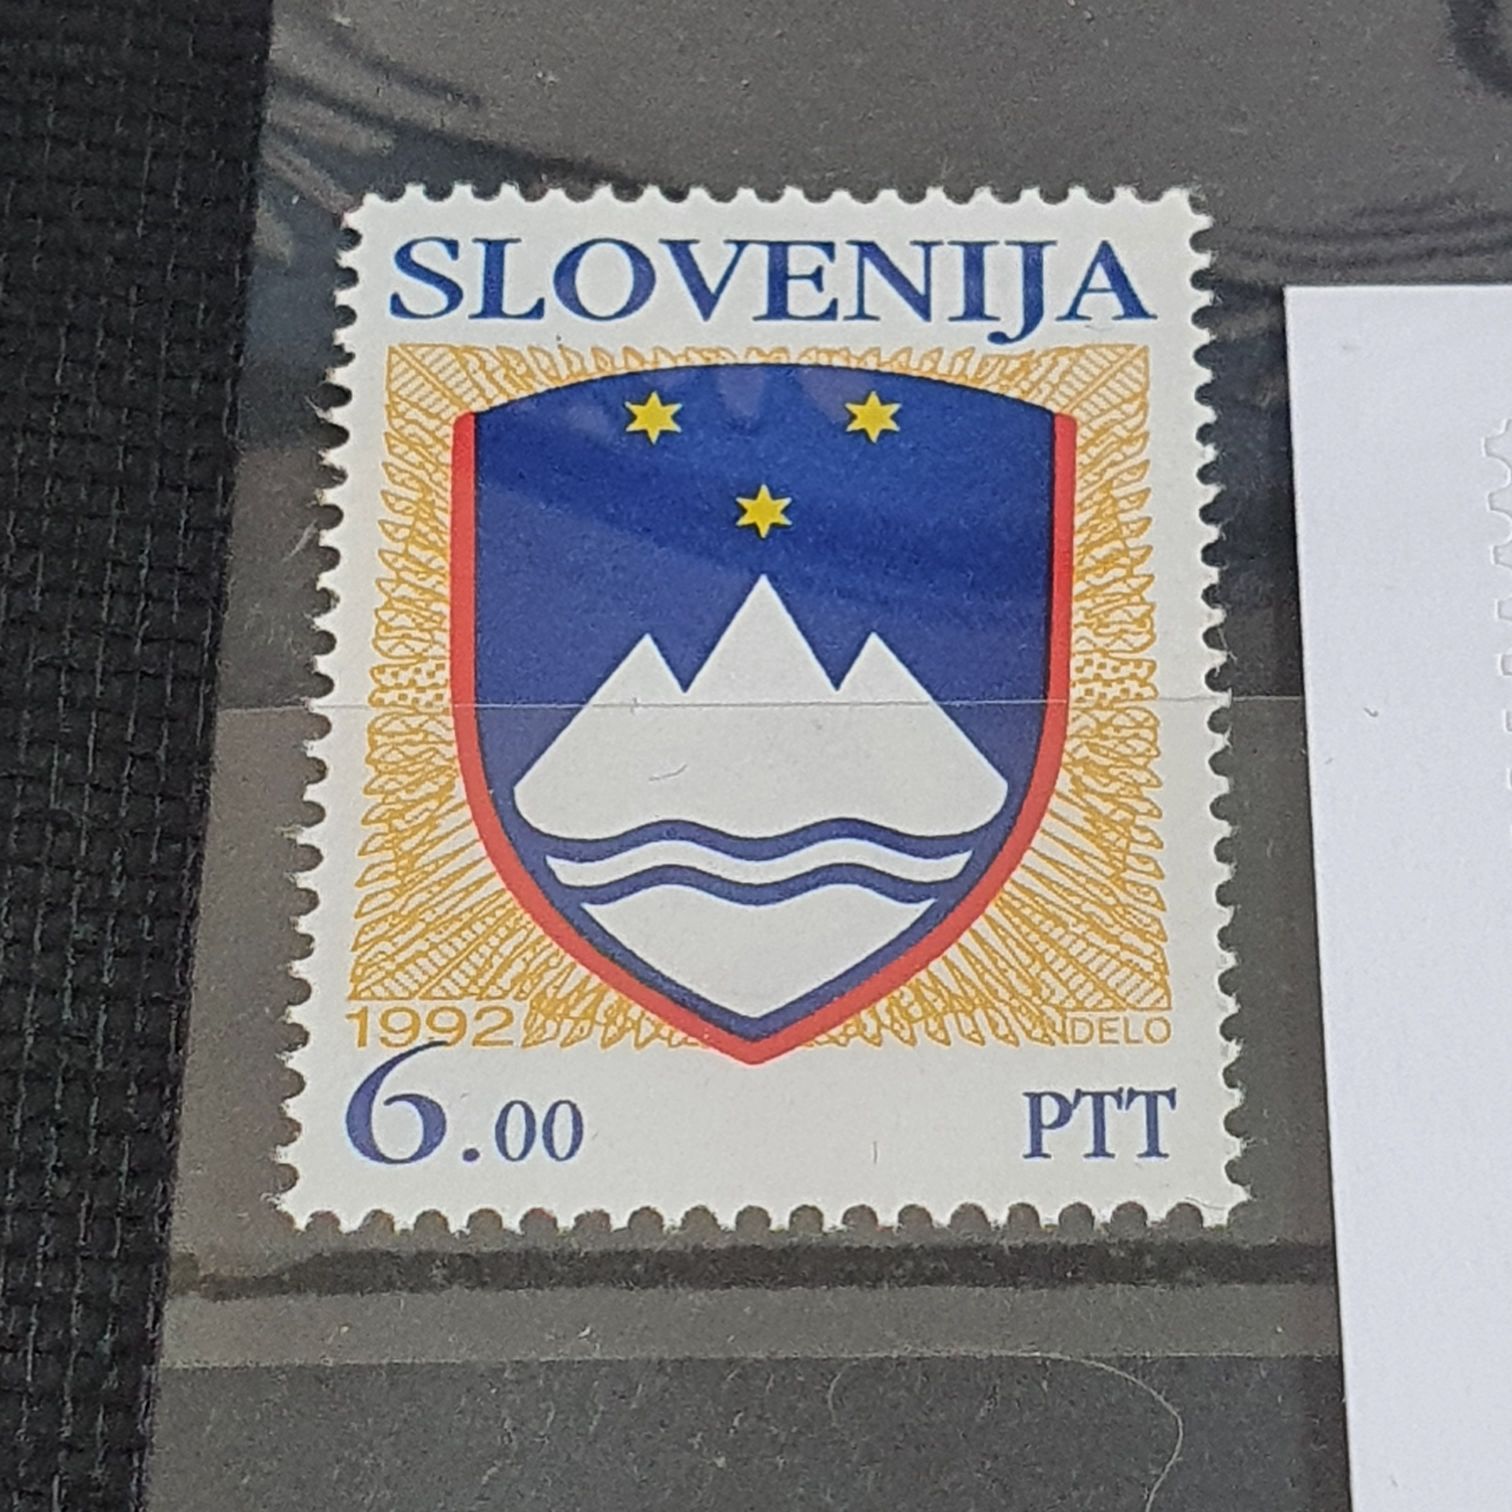 SLOVENIJA
1992 DELO
6.00 PTT